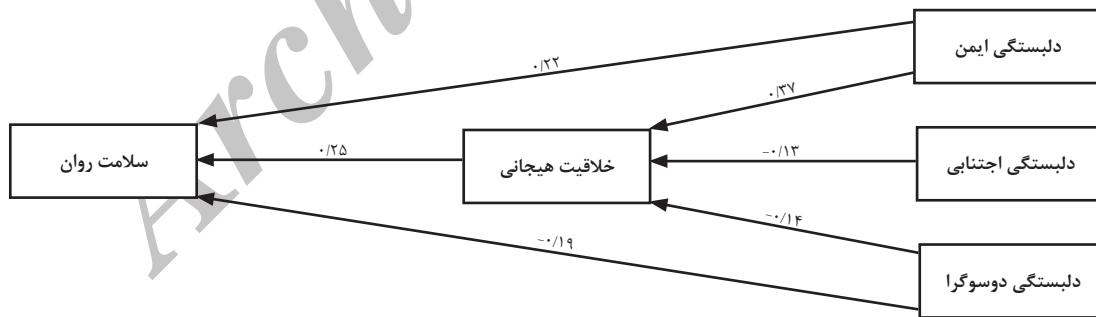 دلبستگی ایمن
۰/۲۲
۰/۳۷
سلامت روان
۰/۲۵
خلاقیت هیجانی
-۰/۱۳
دلبستگی اجتنابی
-۰/۱۴
-۰/۱۹
دلبستگی دوسوگرا
Arch